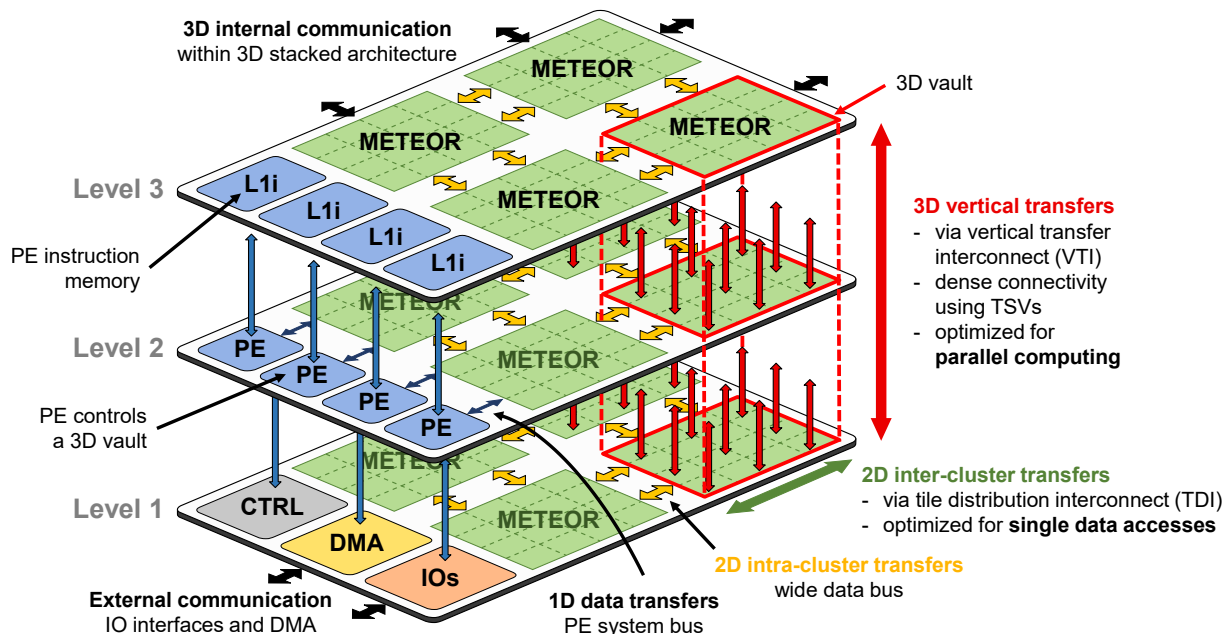 3D internal communication
within 3D stacked architecture
METEOR
METEOR
METEOR
METEOR
3D vault
Level 3
L1i
L1i
L1i
L1i
PE instruction
memory
3D vertical transfers
- via vertical transfer
interconnect (VTI)
- dense connectivity
using TSVs
- optimized for
parallel computing
Level 2
METEOR
METEOR
PE
PE
PE
PE
PE controls
a 3D vault
Level 1
METEOR
METEOR
CTRL
DMA
IOs
2D inter-cluster transfers
- via tile distribution interconnect (TDI)
- optimized for single data accesses
2D intra-cluster transfers
wide data bus
1D data transfers
PE system bus
External communication
IO interfaces and DMA